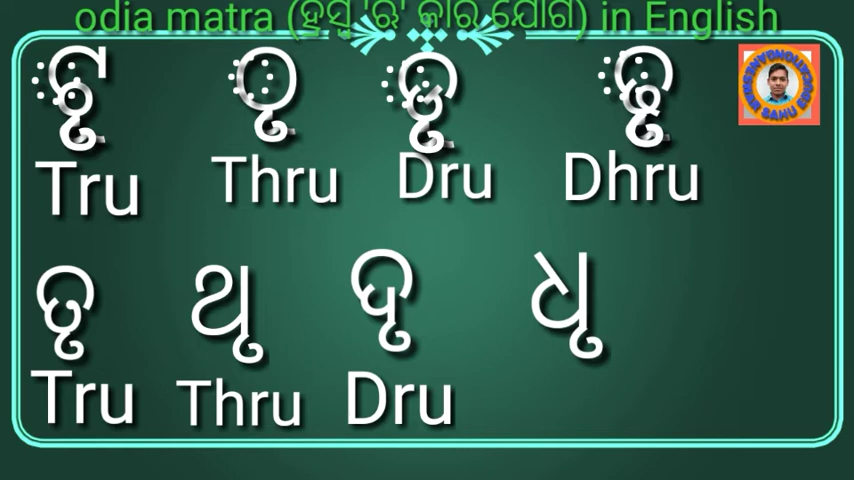 odia matra (ହ୍ରସ୍ଵ 'ଋ' କାର ଯୋଗ) in English
ଟୃ ଠୃ ଡୃ ଢୃ
Tru Thru Dru Dhru
ତୃ ଥୃ ଦୃ ଧୃ
Tru Thru Dru